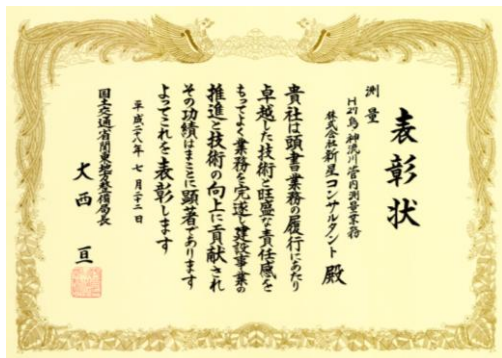 表彰状
測量
H27烏・神流川管内測量業務
株式会社新星コンサルタント 殿
貴社は頭書業務の履行にあたり
卓越した技術と旺盛な責任感を
もってよく業務を完遂し建設事業の
推進と技術の向上に貢献され
その功績はまことに顕著であります
よってこれを表彰します
平成二十八年 七月二十二日
国土交通省関東地方整備局長
大西 亘